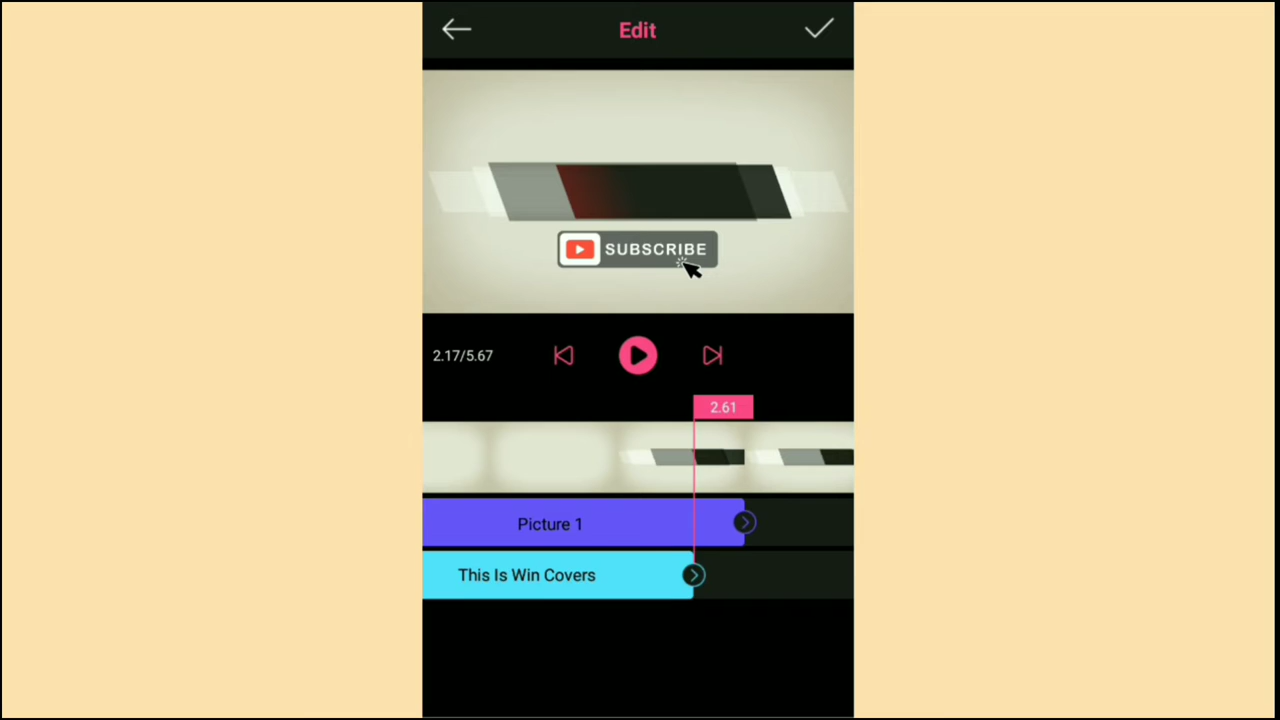 Edit
SUBSCRIBE
2.17/5.67
2.61
Picture 1
This Is Win Covers